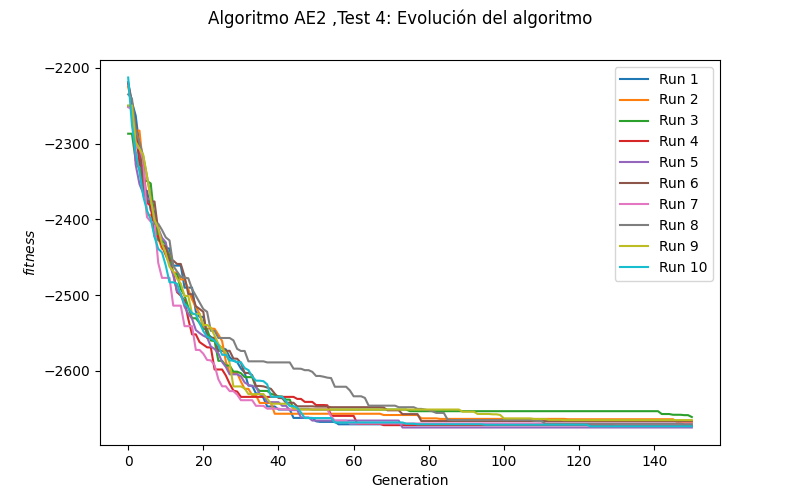 Algoritmo AE2 ,Test 4: Evolución del algoritmo
−2200
−2300
−2400
−2500
−2600
fitness
0 20 40 60 80 100 120 140
Generation
Run 1
Run 2
Run 3
Run 4
Run 5
Run 6
Run 7
Run 8
Run 9
Run 10